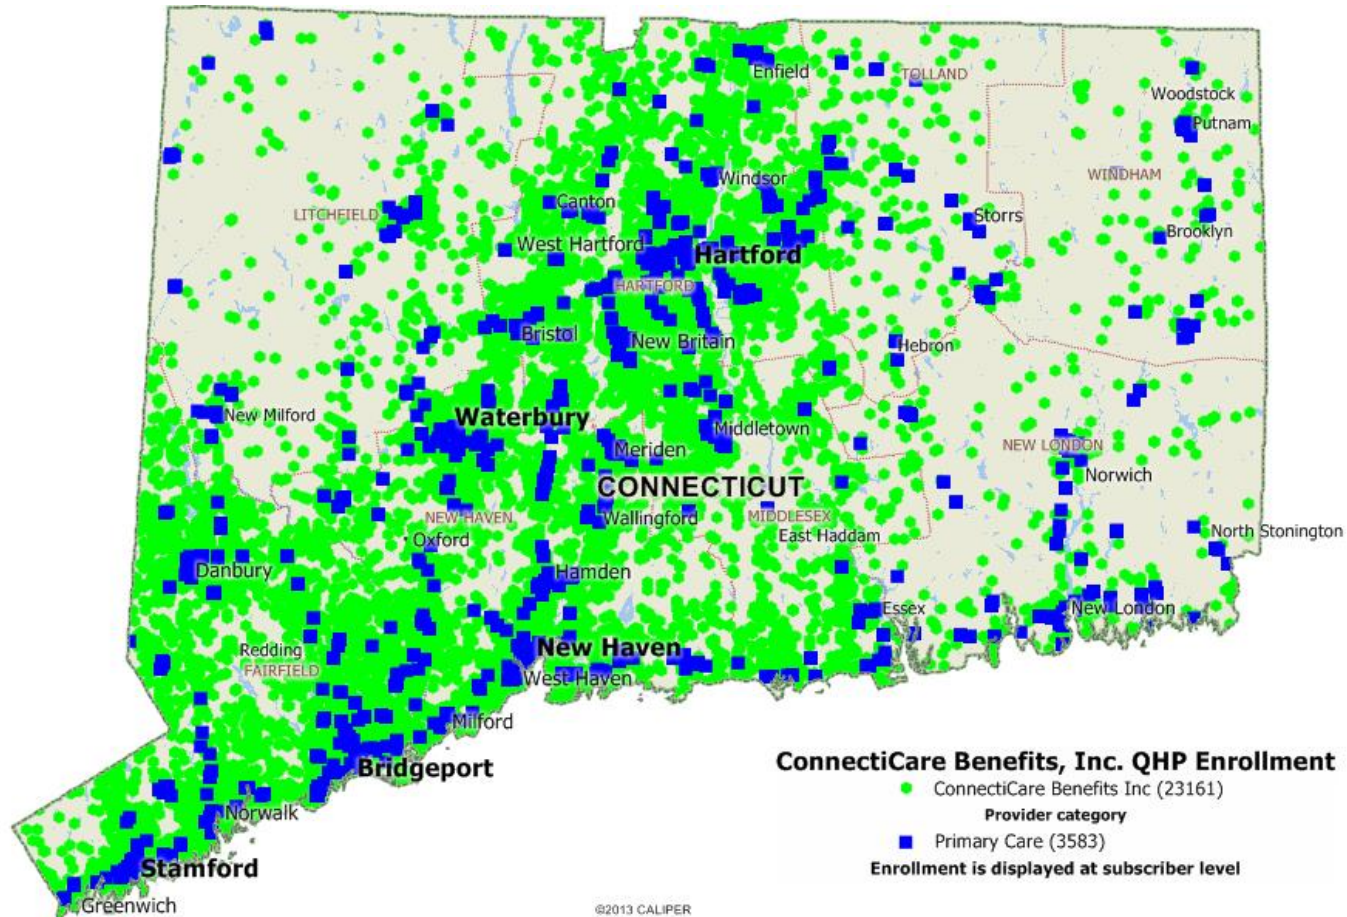 Enfield
TOLLAND
Woodstock
Putnam
Windsor
WINDHAM
Canton
LITCHFIELD
Storrs
Brooklyn
West Hartford
Hartford
HARTFORD
Bristol
New Britain
Hebron
New Milford
Waterbury
Middletown
Meriden
NEW LONDON
Norwich
CONNECTICUT
NEW HAVEN
Wallingford
MIDDLESEX
East Haddam
North Stonington
Oxford
Danbury
Hamden
Essex
New London
Redding
FAIRFIELD
New Haven
West Haven
Milford
Bridgeport
Norwalk
Stamford
Greenwich
ConnectiCare Benefits, Inc. QHP Enrollment
ConnectiCare Benefits Inc (23161)
Provider category
Primary Care (3583)
Enrollment is displayed at subscriber level
©2013 CALIPER